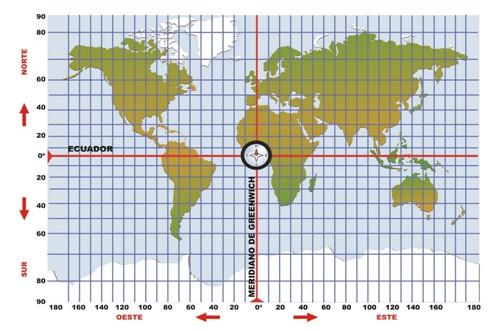 90
80
NORTE
60
40
20
ECUADOR
0°
20
40
60
SUR
80
90
MERIDIANO DE GREENWICH
180 160 140 120 100 80 60 40 20 0° 20 40 60 80 100 120 140 160 180
OESTE
ESTE